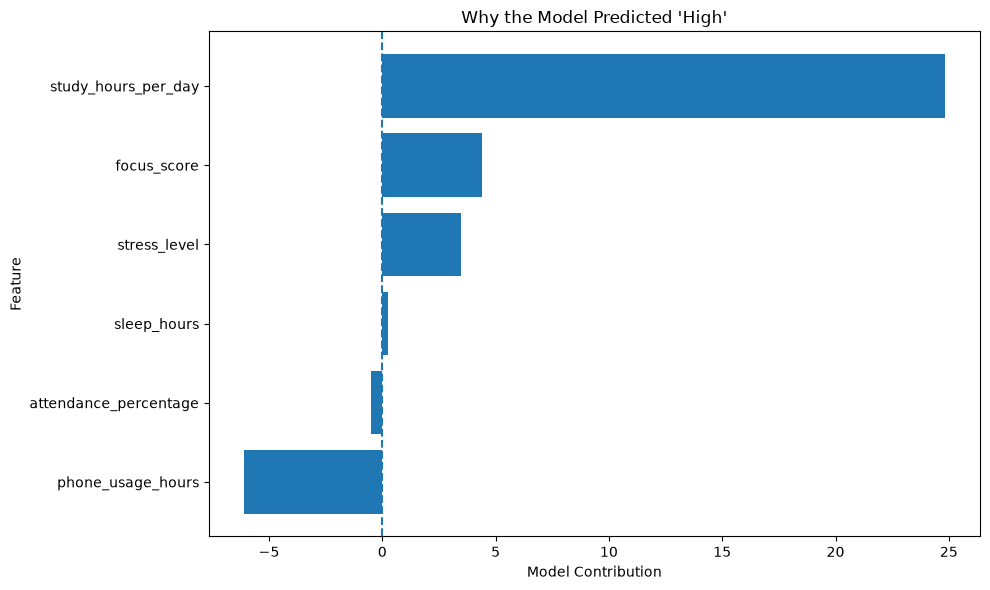 Why the Model Predicted 'High'
study_hours_per_day
focus_score
stress_level
sleep_hours
attendance_percentage
phone_usage_hours
Feature
−5 0 5 10 15 20 25
Model Contribution